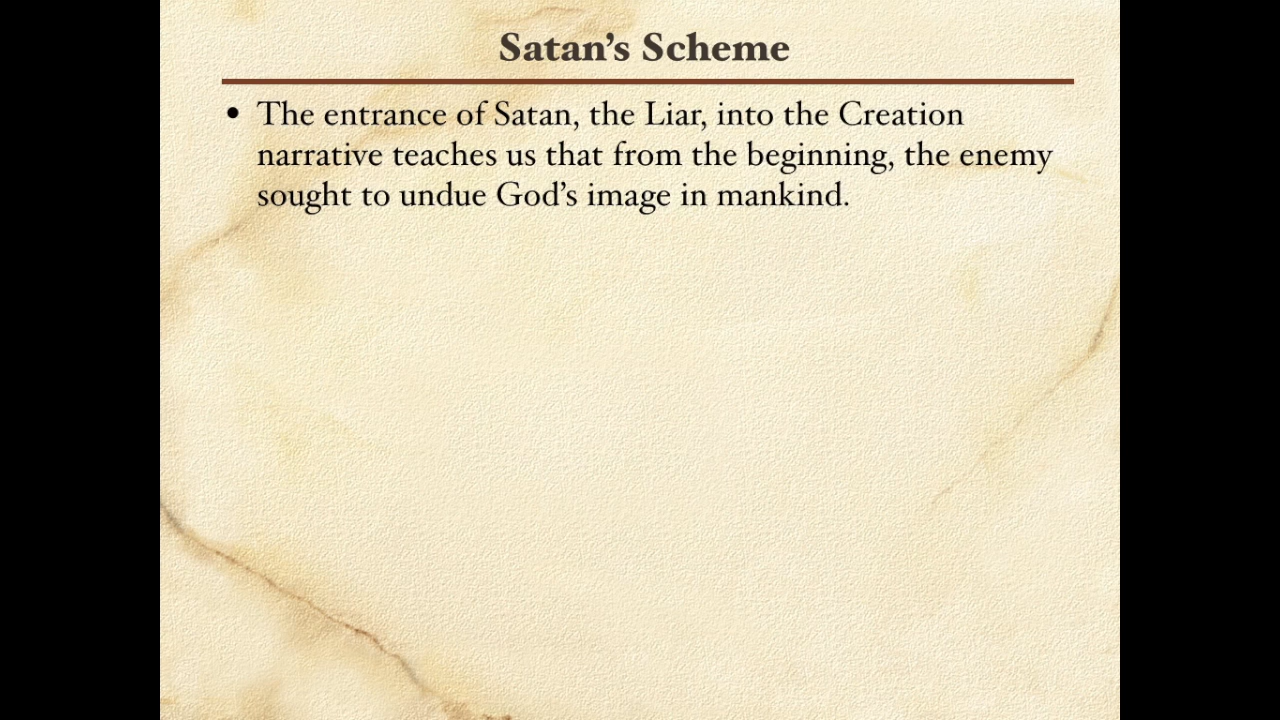 Satan’s Scheme
• The entrance of Satan, the Liar, into the Creation
narrative teaches us that from the beginning, the enemy
sought to undue God’s image in mankind.